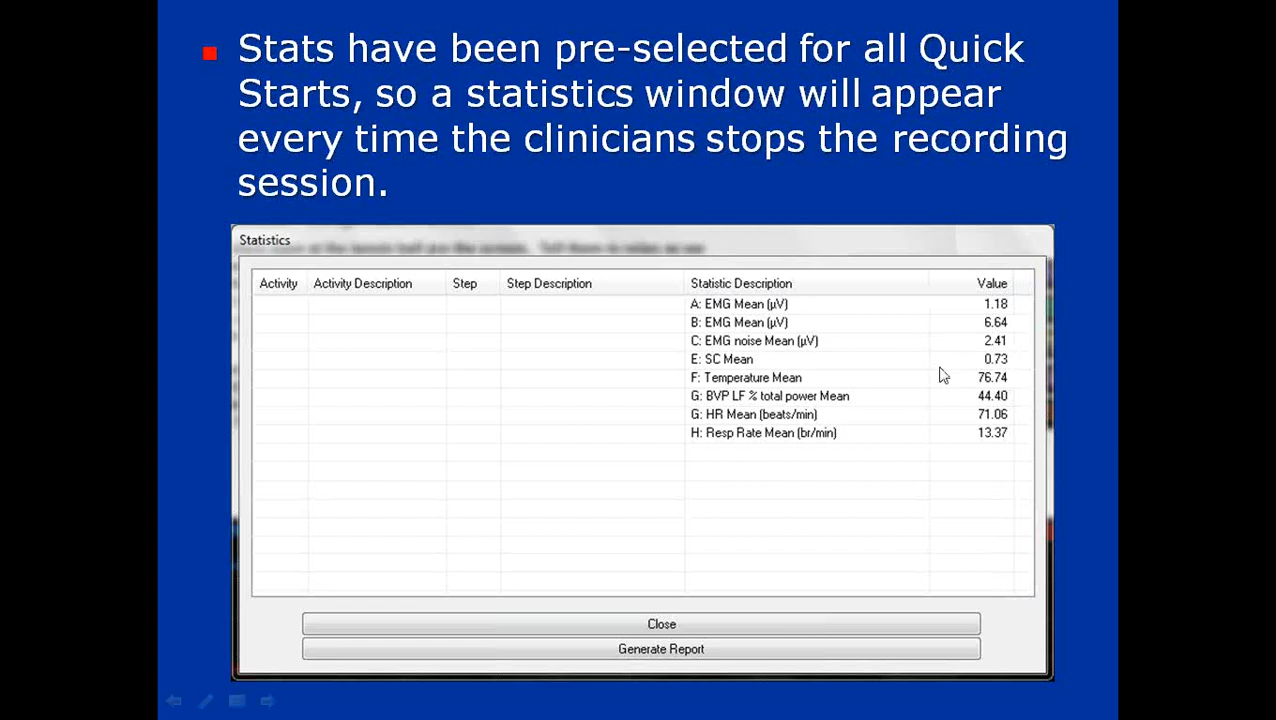 Stats have been pre-selected for all Quick
Starts, so a statistics window will appear
every time the clinicians stops the recording
session.
Statistics
Activity Activity Description Step Step Description Statistic Description Value
A: EMG Mean (µV) 1.18
B: EMG Mean (µV) 6.64
C: EMG noise Mean (µV) 2.41
E: SC Mean 0.73
F: Temperature Mean 76.74
G: BVP LF % total power Mean 44.40
G: HR Mean (beats/min) 71.06
H: Resp Rate Mean (br/min) 13.37
Close
Generate Report